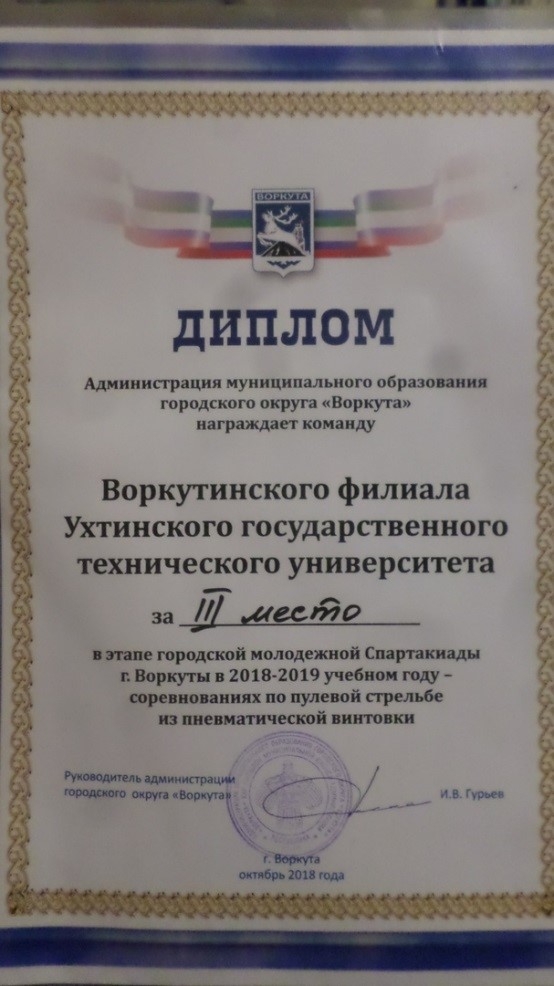 ВОРКУТА
ДИПЛОМ
Администрация муниципального образования
городского округа «Воркута»
награждает команду
Воркутинского филиала
Ухтинского государственного
технического университета
за III место
в этапе городской молодежной Спартакиады
г. Воркуты в 2018-2019 учебном году –
соревнованиях по пулевой стрельбе
из пневматической винтовки
Руководитель администрации
городского округа «Воркута»
И.В. Гурьев
г. Воркута
октябрь 2018 года